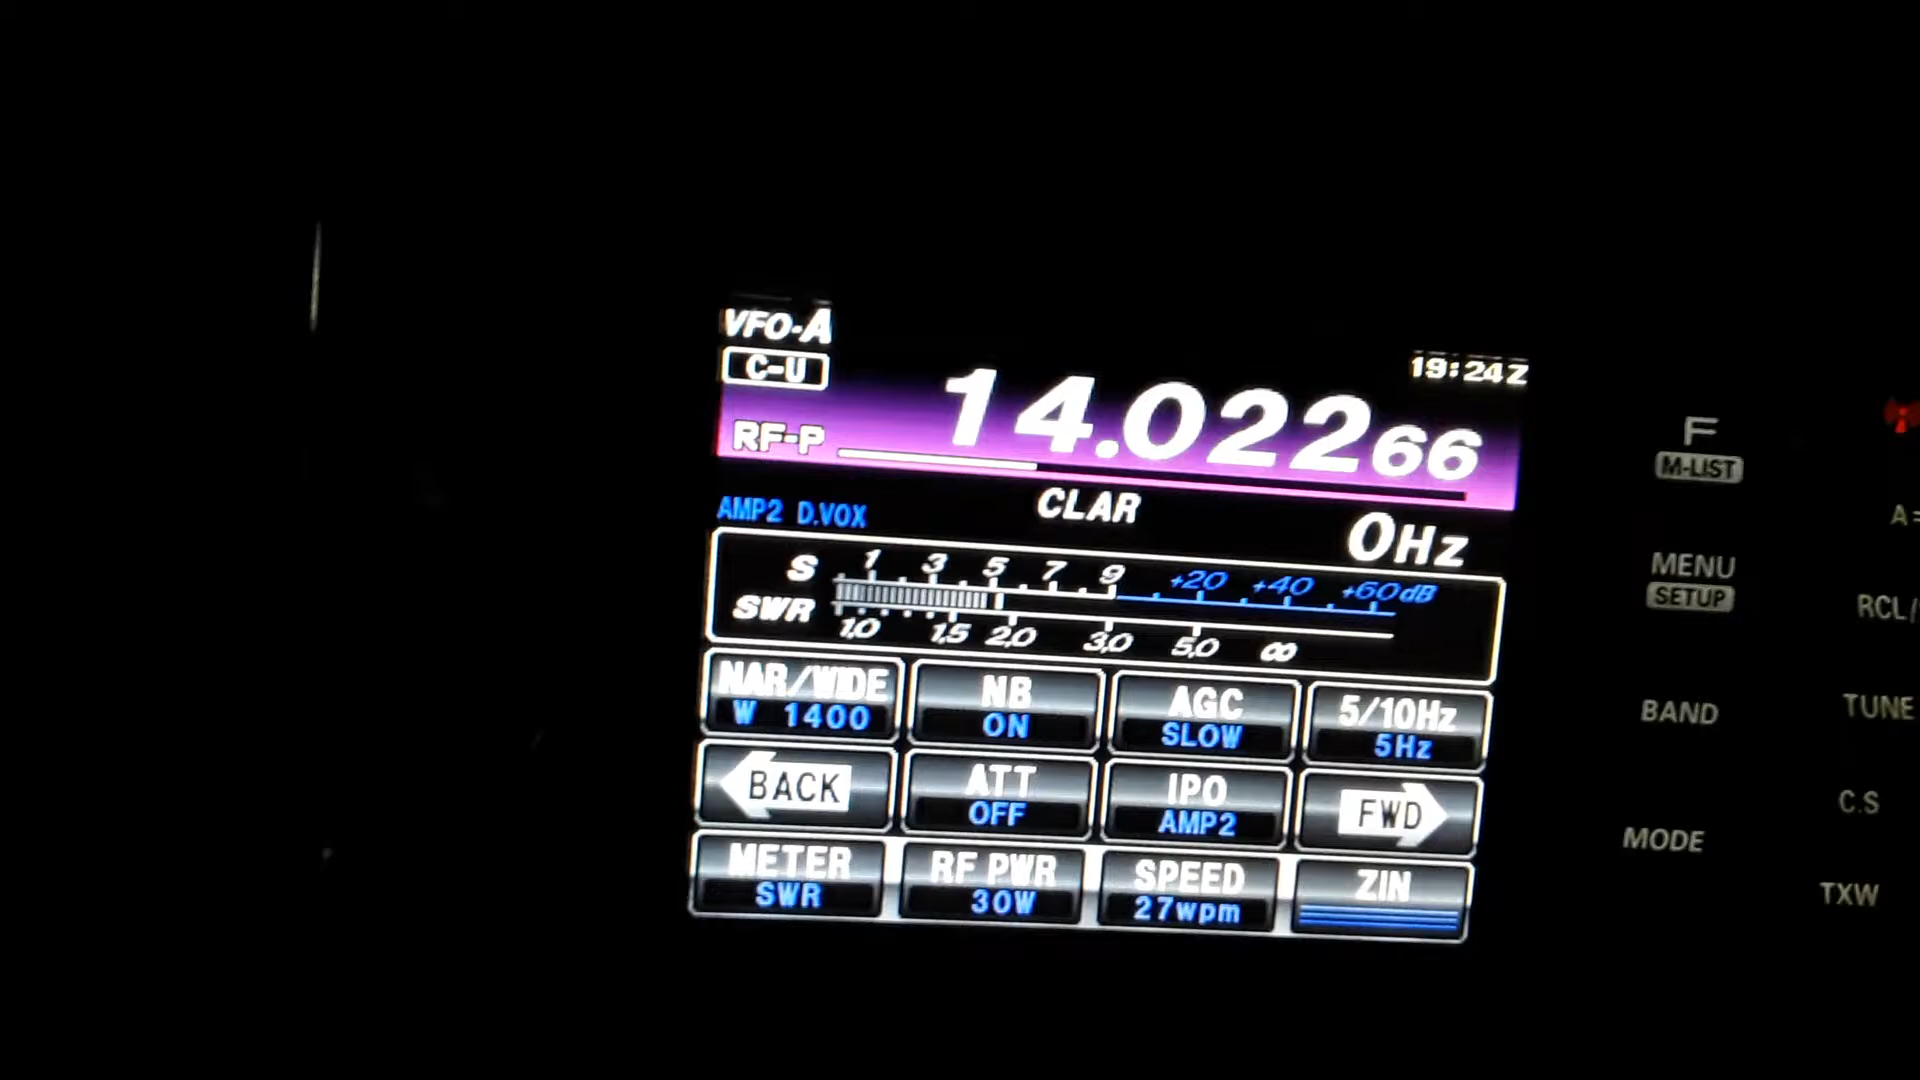 VFO-A
C-U
19:24Z
14.02266
RF-P
AMP2 D.VOX
CLAR
0Hz
S 1 3 5 7 9 +20 +40 +60dB
SWR 1.0 1.5 2.0 3.0 5.0 ∞
NAR/WIDE
W 1400
NB
ON
AGC
SLOW
5/10Hz
5Hz
BACK
ATT
OFF
IPO
AMP2
FWD
METER
SWR
RF PWR
30W
SPEED
27wpm
ZIN
F
M-LIST
MENU
SETUP
BAND
MODE
A=
RCL/
TUNE
C.S
TXW